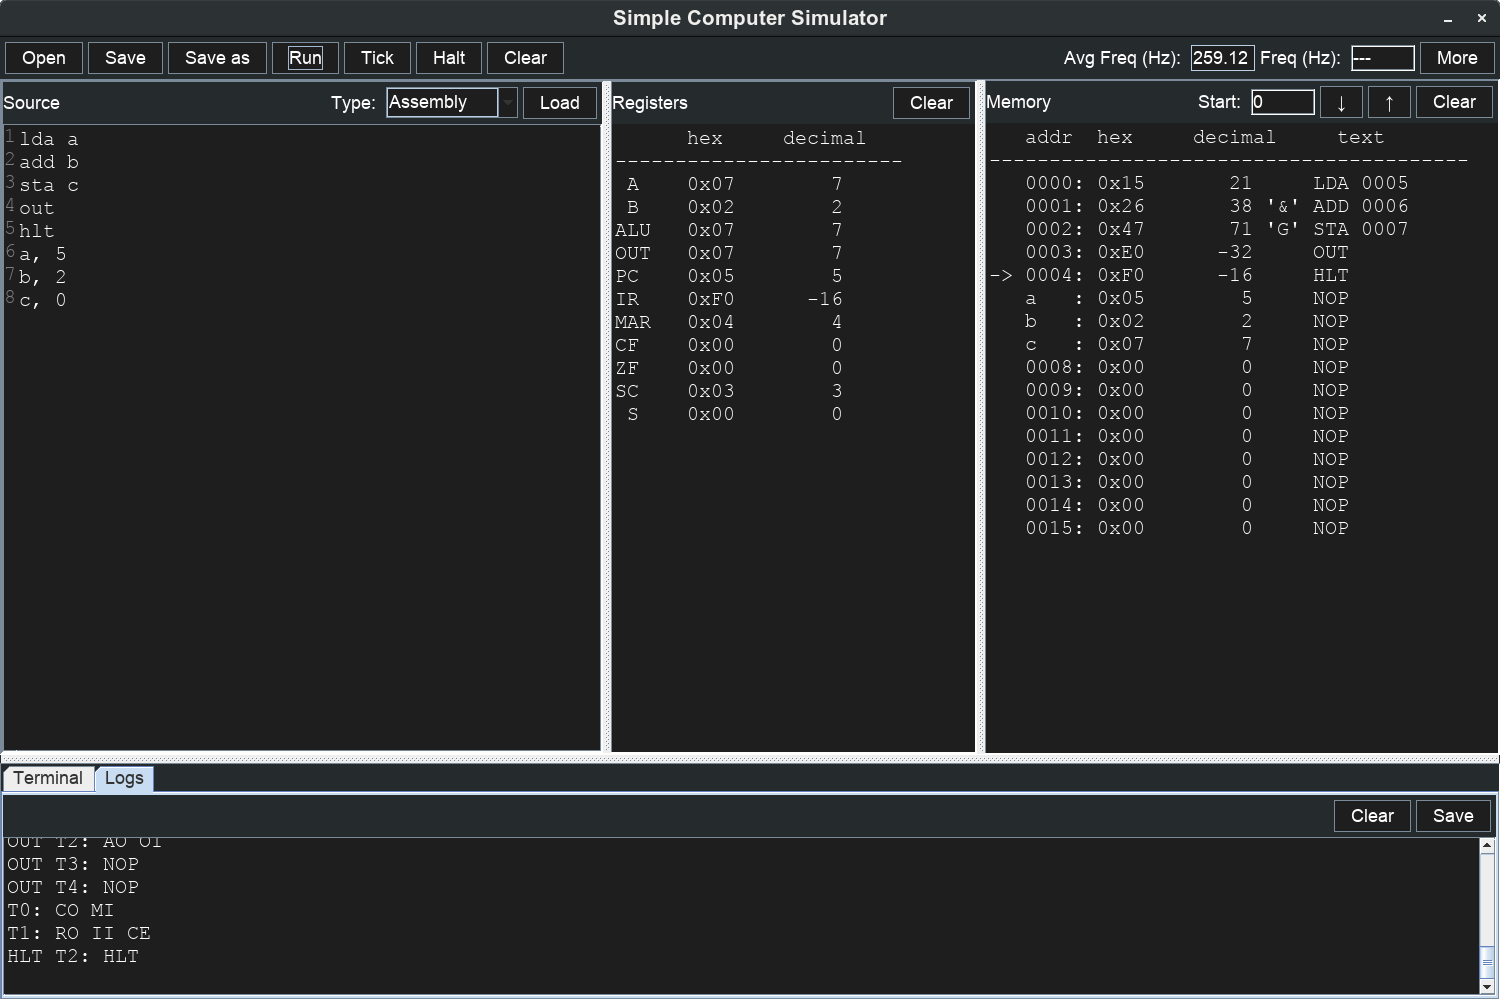 Simple Computer Simulator
Open Save Save as Run Tick Halt Clear Avg Freq (Hz): 259.12 Freq (Hz): --- More
Source Type: Assembly Load
1 lda a
2 add b
3 sta c
4 out
5 hlt
6 a, 5
7 b, 2
8 c, 0
Registers Clear
hex decimal
------------------------
A 0x07 7
B 0x02 2
ALU 0x07 7
OUT 0x07 7
PC 0x05 5
IR 0xF0 -16
MAR 0x04 4
CF 0x00 0
ZF 0x00 0
SC 0x03 3
S 0x00 0
Memory Start: 0 ↓ ↑ Clear
addr hex decimal text
----------------------------------------
0000: 0x15 21 LDA 0005
0001: 0x26 38 '&' ADD 0006
0002: 0x47 71 'G' STA 0007
0003: 0xE0 -32 OUT
-> 0004: 0xF0 -16 HLT
a : 0x05 5 NOP
b : 0x02 2 NOP
c : 0x07 7 NOP
0008: 0x00 0 NOP
0009: 0x00 0 NOP
0010: 0x00 0 NOP
0011: 0x00 0 NOP
0012: 0x00 0 NOP
0013: 0x00 0 NOP
0014: 0x00 0 NOP
0015: 0x00 0 NOP
Terminal Logs
Clear Save
OUT T2: AO OI
OUT T3: NOP
OUT T4: NOP
T0: CO MI
T1: RO II CE
HLT T2: HLT